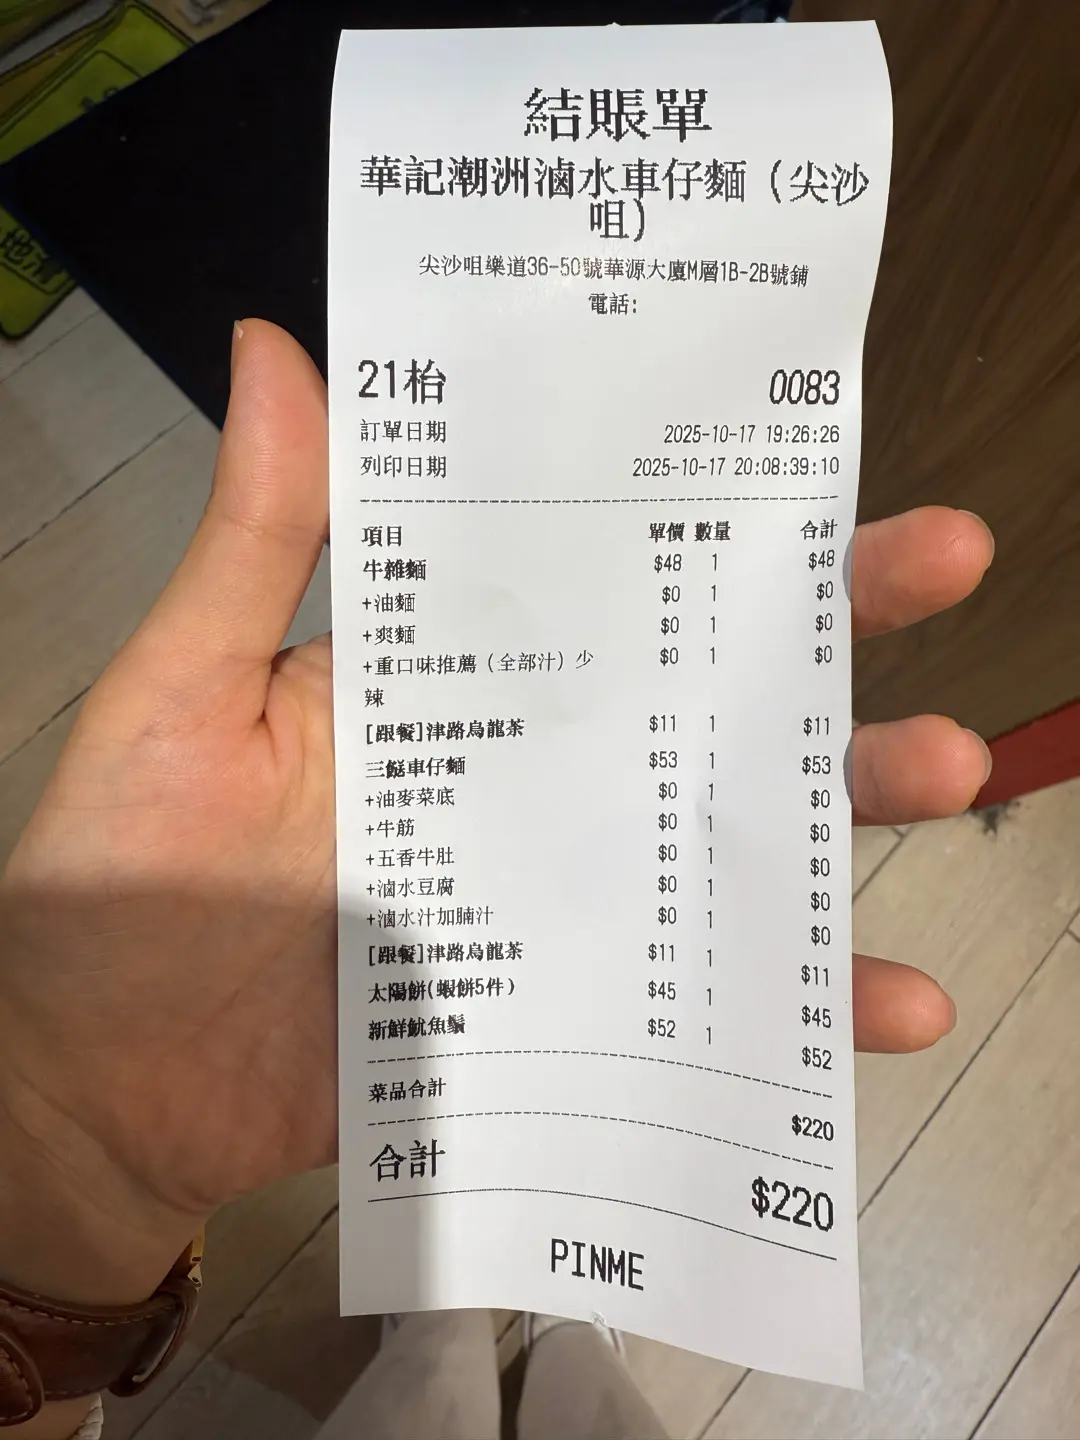 結賬單
華記潮洲滷水車仔麵（尖沙
咀）
尖沙咀樂道36-50號華源大廈M層1B-2B號鋪
電話:
21枱 0083
訂單日期 2025-10-17 19:26:26
列印日期 2025-10-17 20:08:39:10
項目 單價 數量 合計
牛雜麵 $48 1 $48
+油麵 $0 1 $0
+爽麵 $0 1 $0
+重口味推薦（全部汁）少 $0 1 $0
辣
[跟餐]津路烏龍茶 $11 1 $11
三餸車仔麵 $53 1 $53
+油麥菜底 $0 1 $0
+牛筋 $0 1 $0
+五香牛肚 $0 1 $0
+滷水豆腐 $0 1 $0
+滷水汁加腩汁 $0 1 $0
[跟餐]津路烏龍茶 $11 1 $11
太陽餅(蝦餅5件) $45 1 $45
新鮮魷魚鬚 $52 1 $52
菜品合計 $220
合計 $220
PINME